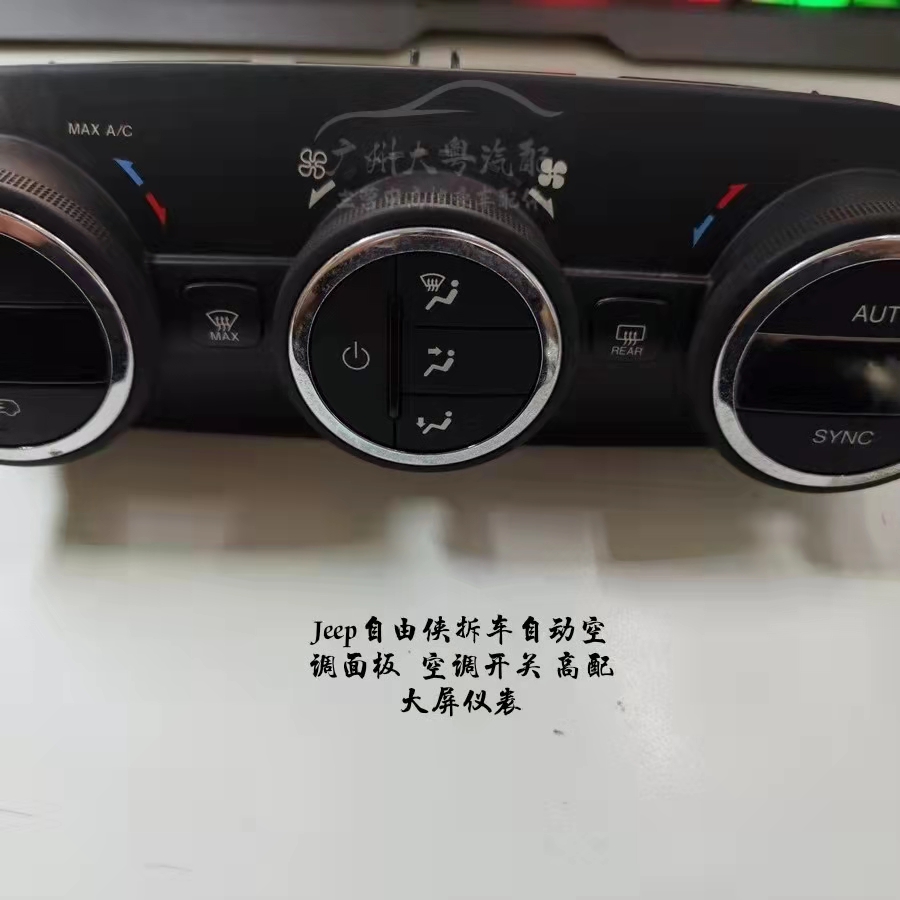 MAX A/C
广州大粤汽配
MAX
REAR
AUT
SYNC
Jeep自由侠拆车自动空
调面板 空调开关 高配
大屏仪表